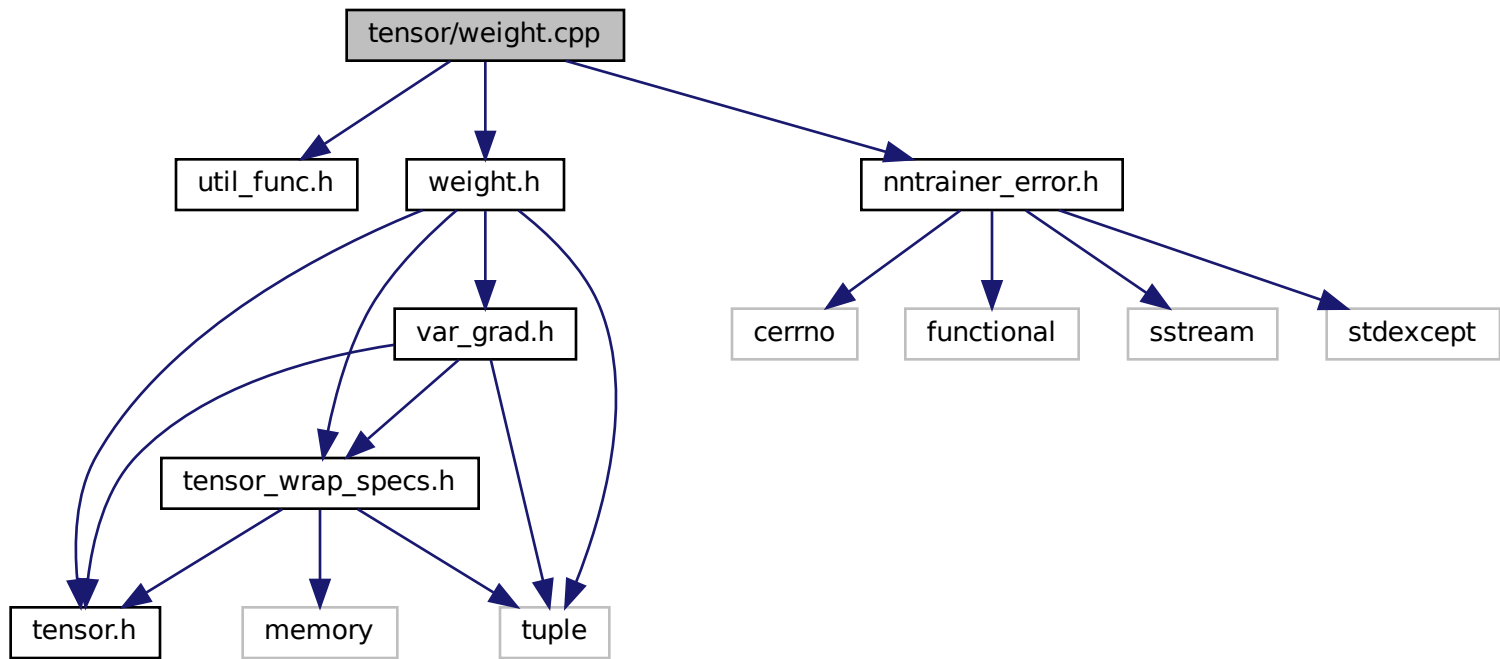 tensor/weight.cpp
util_func.h
weight.h
nntrainer_error.h
var_grad.h
cerrno
functional
sstream
stdexcept
tensor_wrap_specs.h
tensor.h
memory
tuple